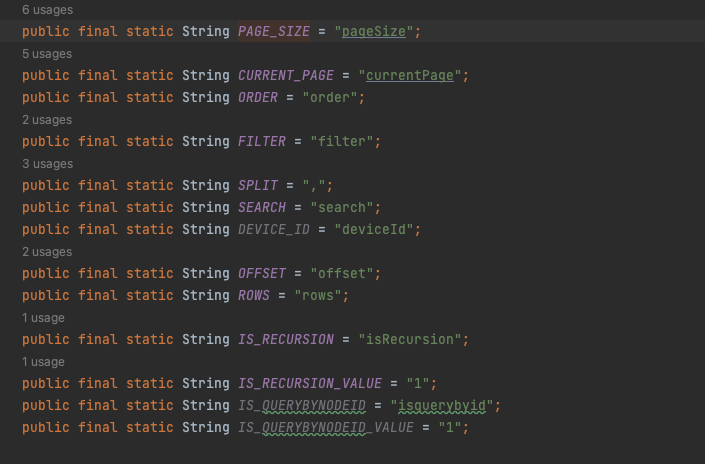 6 usages
public final static String PAGE_SIZE = "pageSize";
5 usages
public final static String CURRENT_PAGE = "currentPage";
public final static String ORDER = "order";
2 usages
public final static String FILTER = "filter";
3 usages
public final static String SPLIT = ",";
public final static String SEARCH = "search";
public final static String DEVICE_ID = "deviceId";
2 usages
public final static String OFFSET = "offset";
public final static String ROWS = "rows";
1 usage
public final static String IS_RECURSION = "isRecursion";
1 usage
public final static String IS_RECURSION_VALUE = "1";
public final static String IS_QUERYBYNODEID = "isquerybyid";
public final static String IS_QUERYBYNODEID_VALUE = "1";